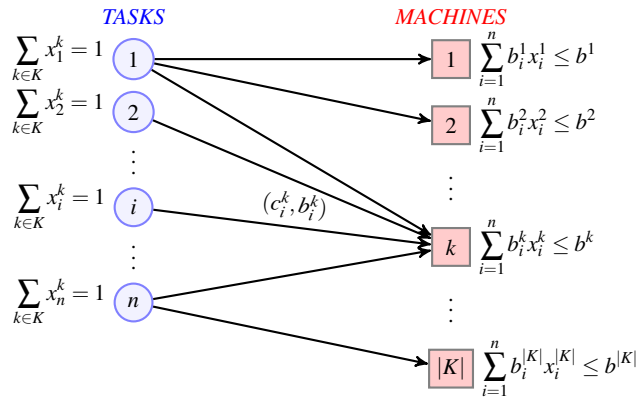 TASKS MACHINES
∑_{k∈K} x_1^k = 1 1 1 ∑_{i=1}^{n} b_i^1 x_i^1 ≤ b^1
∑_{k∈K} x_2^k = 1 2 2 ∑_{i=1}^{n} b_i^2 x_i^2 ≤ b^2
⋮ ⋮
∑_{k∈K} x_i^k = 1 i (c_i^k, b_i^k) k ∑_{i=1}^{n} b_i^k x_i^k ≤ b^k
⋮ ⋮
∑_{k∈K} x_n^k = 1 n |K| ∑_{i=1}^{n} b_i^{|K|} x_i^{|K|} ≤ b^{|K|}